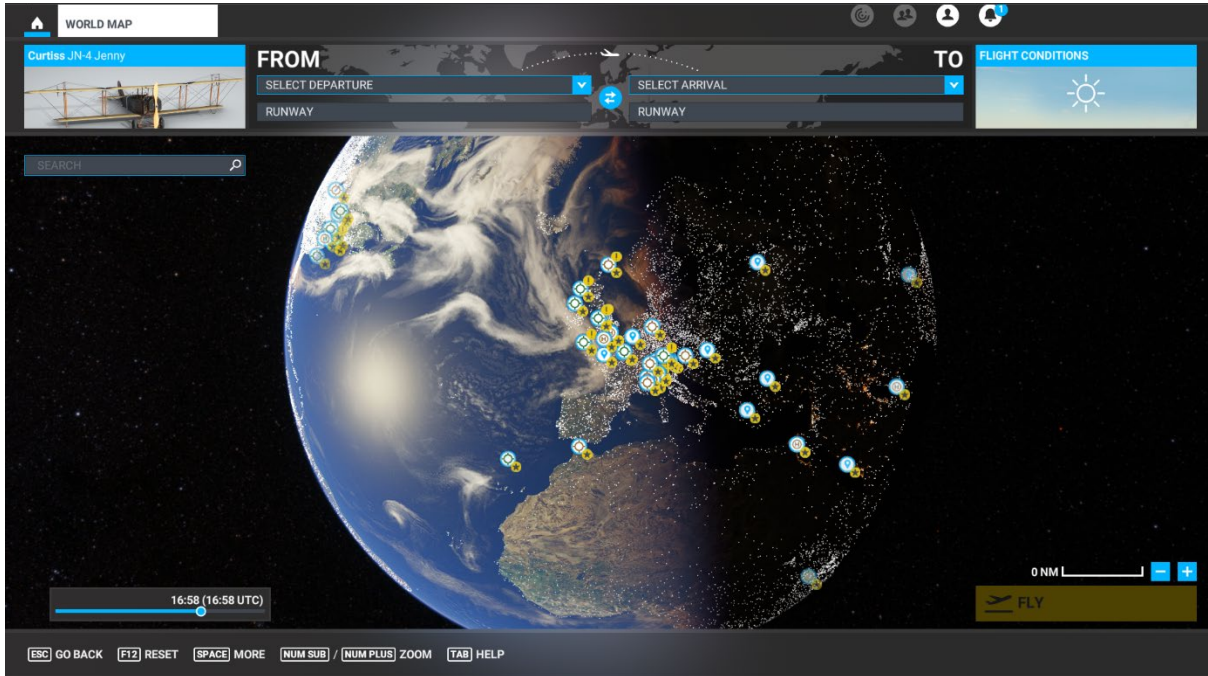 WORLD MAP
1
Curtiss JN-4 Jenny
FROM
TO
FLIGHT CONDITIONS
SELECT DEPARTURE
SELECT ARRIVAL
RUNWAY
RUNWAY
SEARCH
0 NM
16:58 (16:58 UTC)
FLY
ESC GO BACK F12 RESET SPACE MORE NUM SUB / NUM PLUS ZOOM TAB HELP